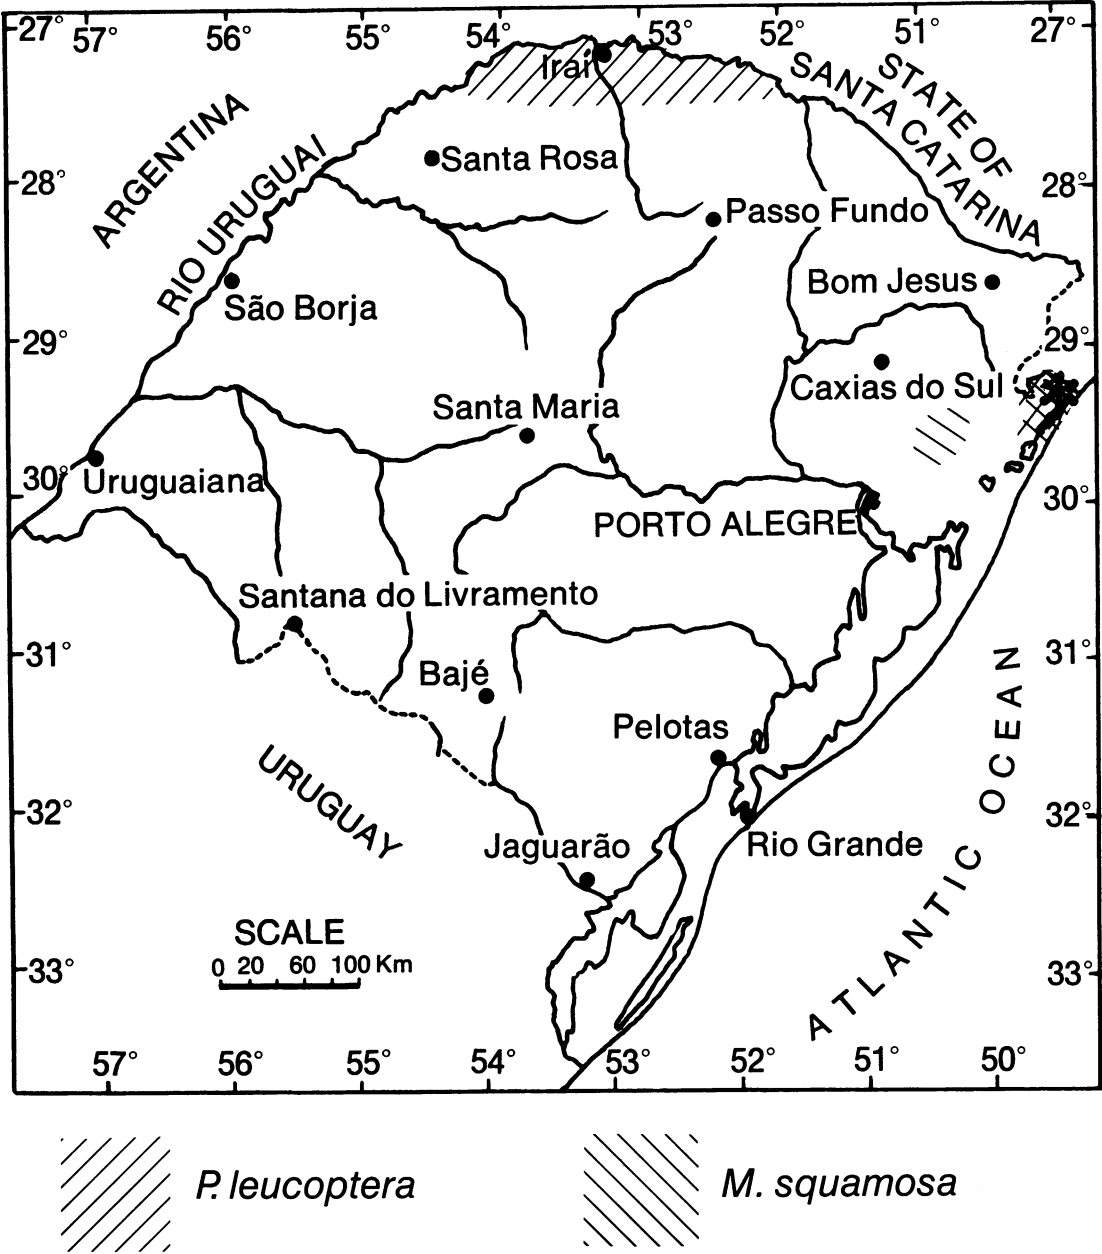 27° 57° 56° 55° 54° 53° 52° 51° 27°
Iraí
STATE OF
SANTA CATARINA
ARGENTINA
RIO URUGUAI
Santa Rosa
28° 28°
Passo Fundo
Bom Jesus
São Borja
29° 29°
Caxias do Sul
Santa Maria
30° 30°
Uruguaiana
PORTO ALEGRE
Santana do Livramento
31° 31°
Bajé
Pelotas
URUGUAY
ATLANTIC OCEAN
32° 32°
Jaguarão
Rio Grande
SCALE
0 20 60 100 Km
33° 33°
57° 56° 55° 54° 53° 52° 51° 50°
P. leucoptera
M. squamosa